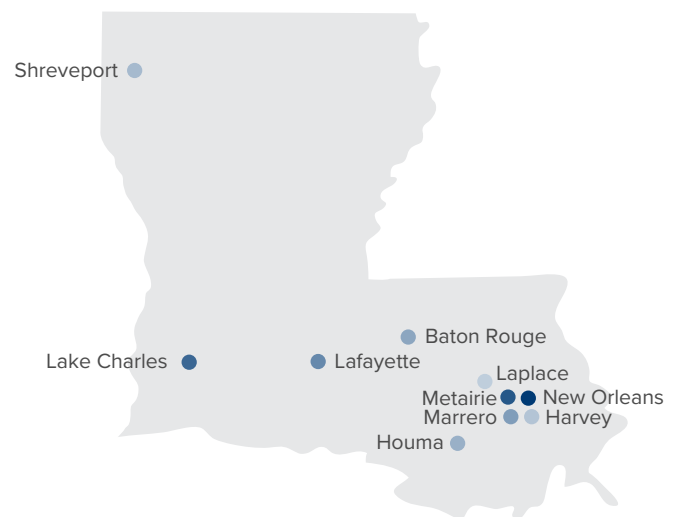 Shreveport
Baton Rouge
Lake Charles
Lafayette
Laplace
Metairie
New Orleans
Marrero
Harvey
Houma